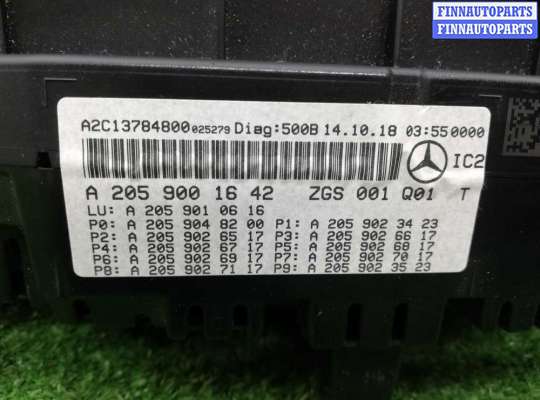 FINNAUTOPARTS
FINNAUTOPARTS
A2C13784800025279 Diag:500B 14.10.18 03:55 0000
IC2
A 205 900 16 42 ZGS 001 Q01 T
LU: A 205 901 06 16
P0: A 205 904 82 00 P1: A 205 902 34 23
P2: A 205 902 65 17 P3: A 205 902 66 17
P4: A 205 902 67 17 P5: A 205 902 68 17
P6: A 205 902 69 17 P7: A 205 902 70 17
P8: A 205 902 71 17 P9: A 205 902 35 23